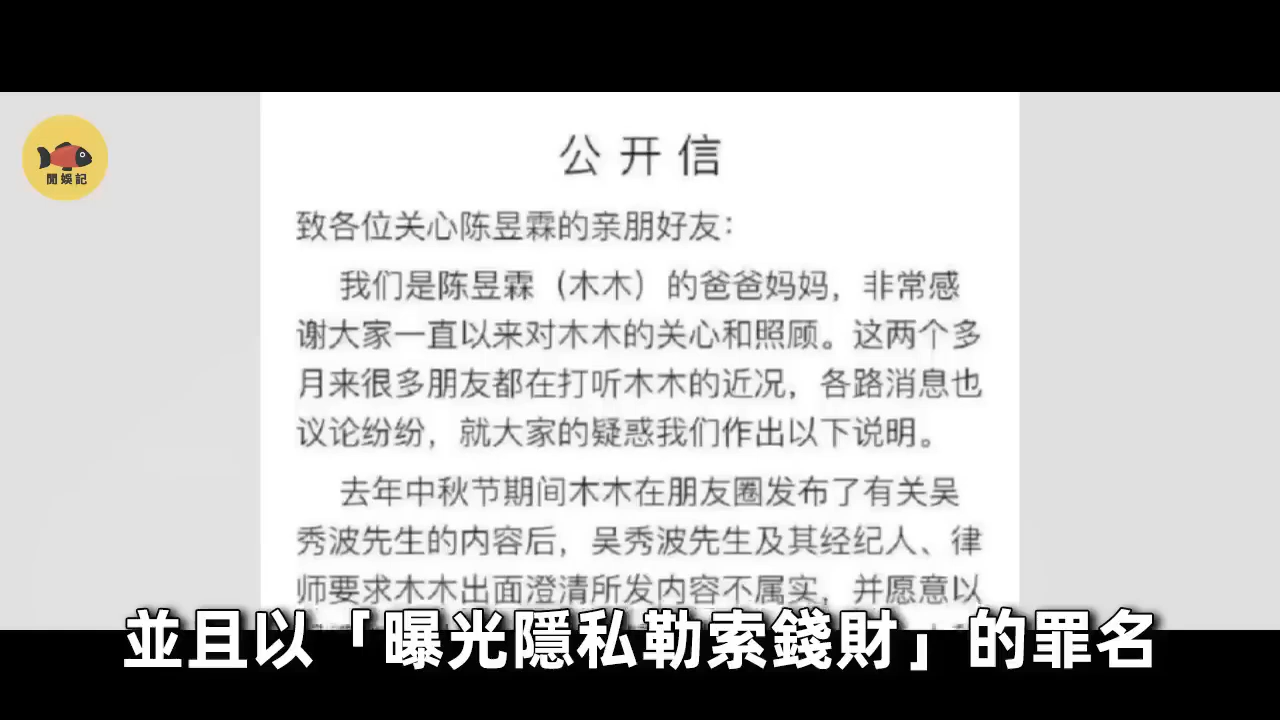 聞娛記
公开信
致各位关心陈昱霖的亲朋好友：
我们是陈昱霖（木木）的爸爸妈妈，非常感
谢大家一直以来对木木的关心和照顾。这两个多
月来很多朋友都在打听木木的近况，各路消息也
议论纷纷，就大家的疑惑我们作出以下说明。
去年中秋节期间木木在朋友圈发布了有关吴
秀波先生的内容后，吴秀波先生及其经纪人、律
师要求木木出面澄清所发内容不属实，并愿意以
並且以「曝光隱私勒索錢財」的罪名